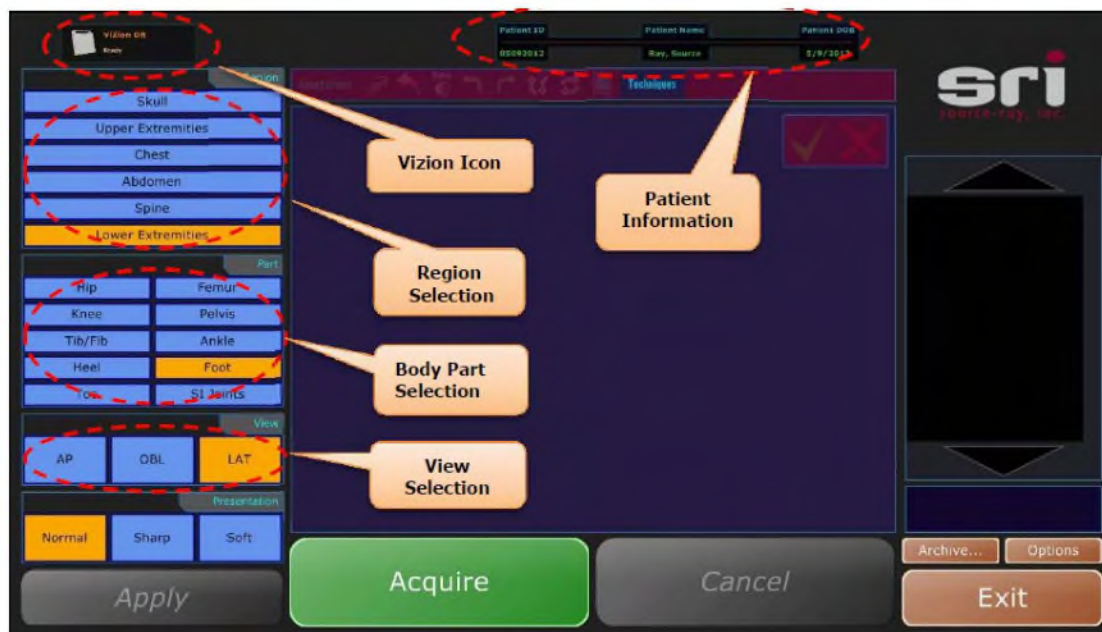 Vizion DR
Ready
Patient ID
Patient Name
Patient DOB
05092012
Ray, Source
5/9/2012
Region
Skull
Upper Extremities
Chest
Abdomen
Spine
Lower Extremities
Part
Hip
Femur
Knee
Pelvis
Tib/Fib
Ankle
Heel
Foot
Toe
SI Joints
View
AP
OBL
LAT
Presentation
Normal
Sharp
Soft
Apply
Techniques
Vizion Icon
Patient
Information
Region
Selection
Body Part
Selection
View
Selection
Acquire
Cancel
sri
source-ray, inc.
Archive...
Options
Exit